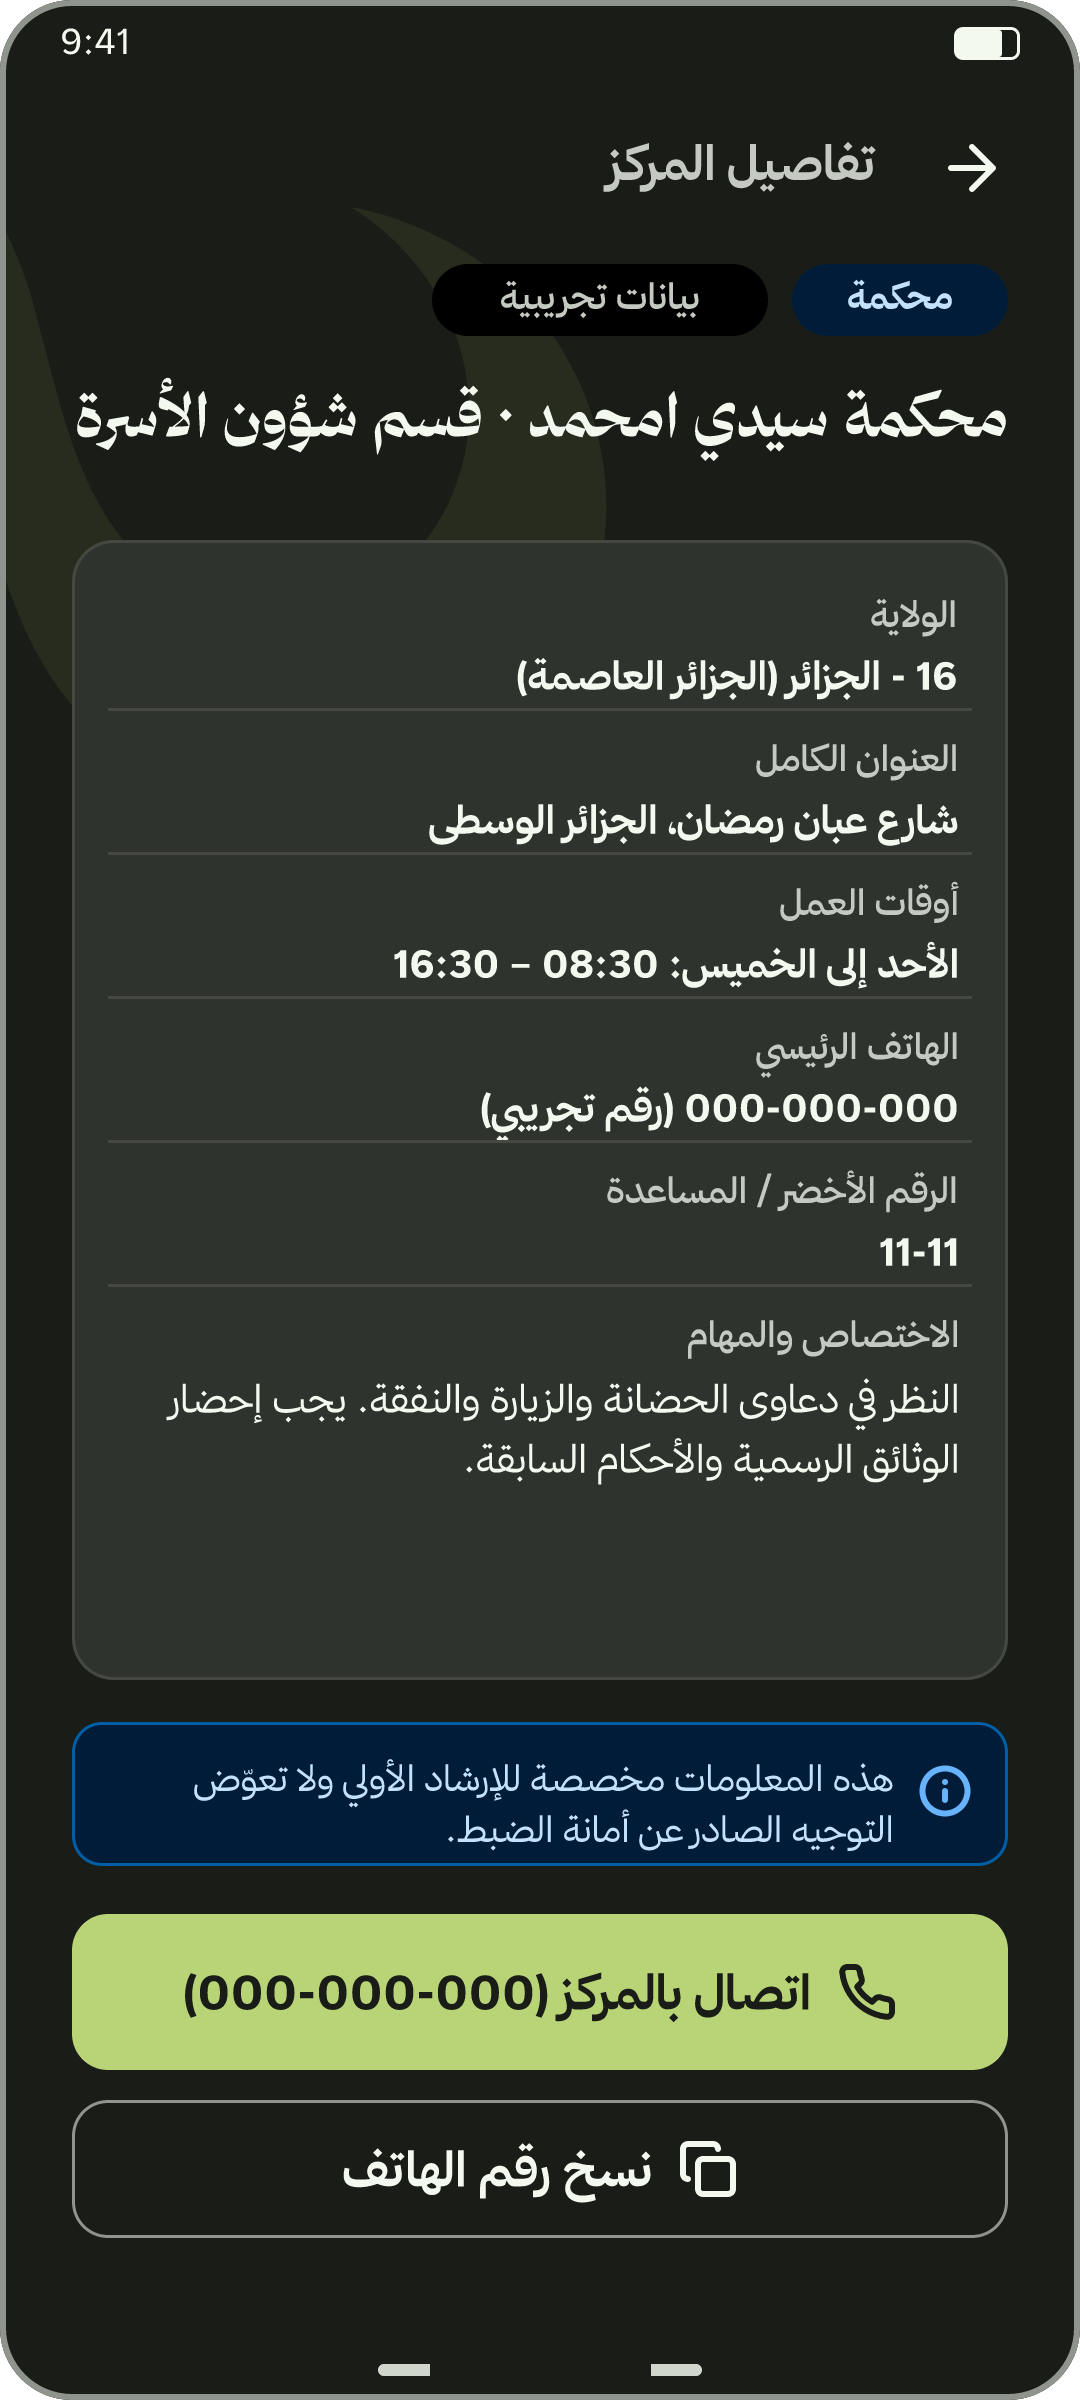 9:41
تفاصيل المركز
محكمة
بيانات تجريبية
محكمة سيدي امحمد · قسم شؤون الأسرة
الولاية
16 - الجزائر (الجزائر العاصمة)
العنوان الكامل
شارع عبان رمضان، الجزائر الوسطى
أوقات العمل
الأحد إلى الخميس: 08:30 – 16:30
الهاتف الرئيسي
000-000-000 (رقم تجريبي)
الرقم الأخضر / المساعدة
11-11
الاختصاص والمهام
النظر في دعاوى الحضانة والزيارة والنفقة. يجب إحضار
الوثائق الرسمية والأحكام السابقة.
هذه المعلومات مخصصة للإرشاد الأولي ولا تعوّض
التوجيه الصادر عن أمانة الضبط.
اتصال بالمركز (000-000-000)
نسخ رقم الهاتف